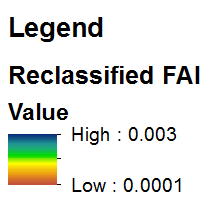 Legend
Reclassified FAI
Value
High : 0.003
Low : 0.0001